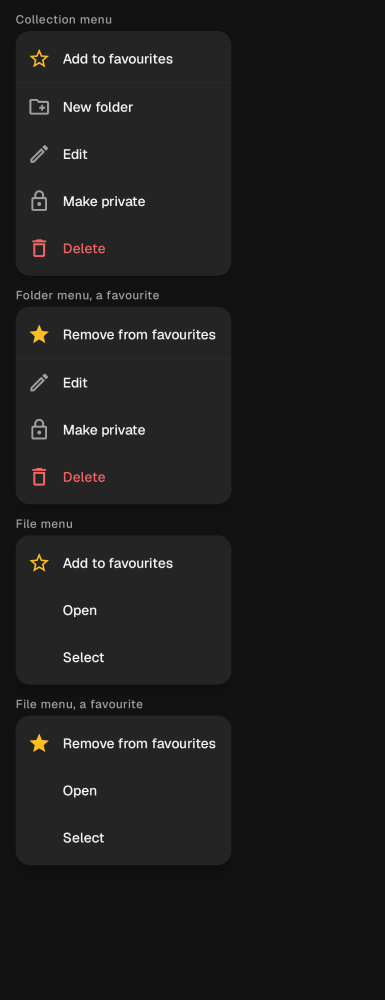 Collection menu
Add to favourites
New folder
Edit
Make private
Delete
Folder menu, a favourite
Remove from favourites
Edit
Make private
Delete
File menu
Add to favourites
Open
Select
File menu, a favourite
Remove from favourites
Open
Select